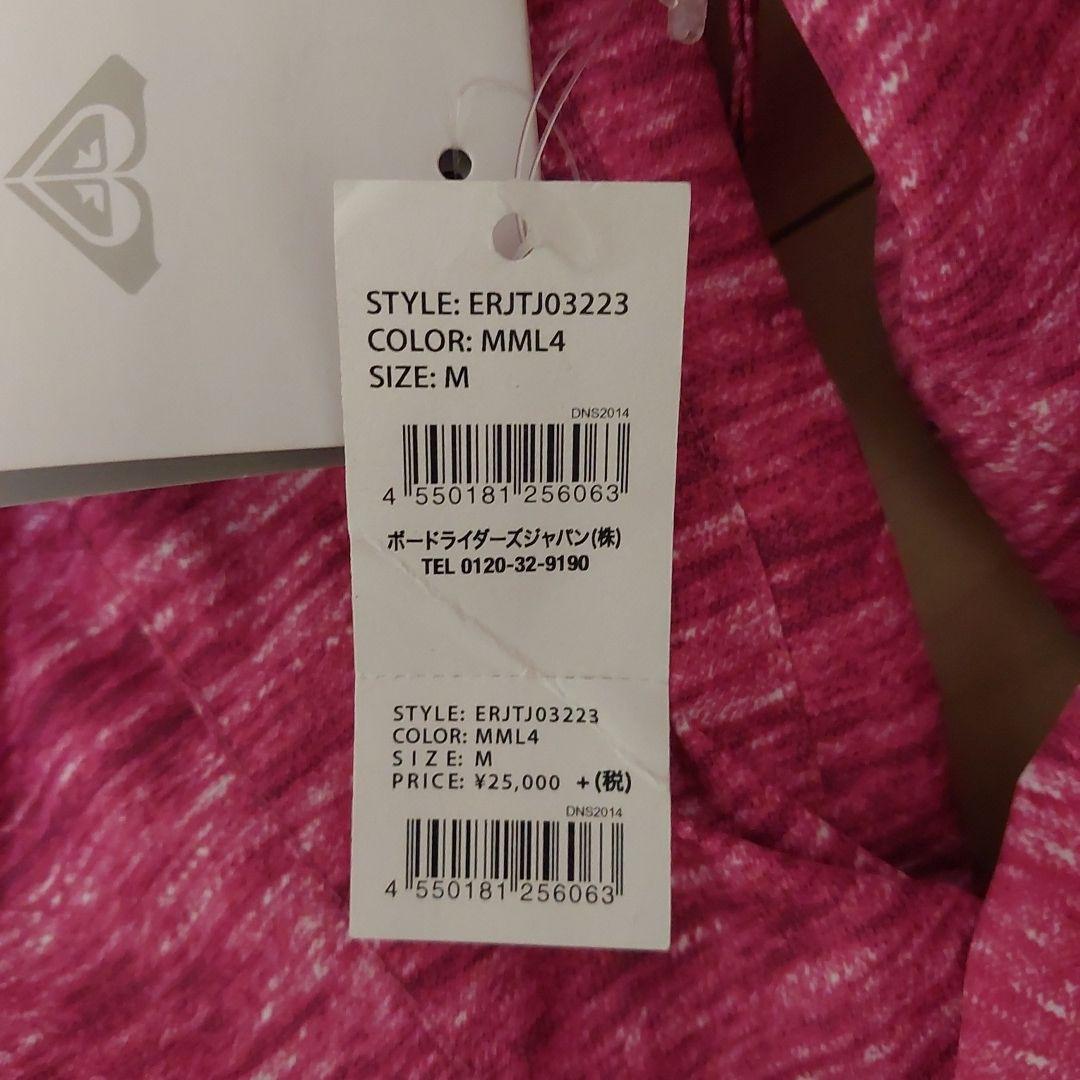 STYLE: ERJTJ03223
COLOR: MML4
SIZE: M
DNS2014
4 550181 256063
ボードライダーズジャパン(株)
TEL 0120-32-9190
STYLE: ERJTJ03223
COLOR: MML4
SIZE: M
PRICE: ¥25,000 +(税)
DNS2014
4 550181 256063